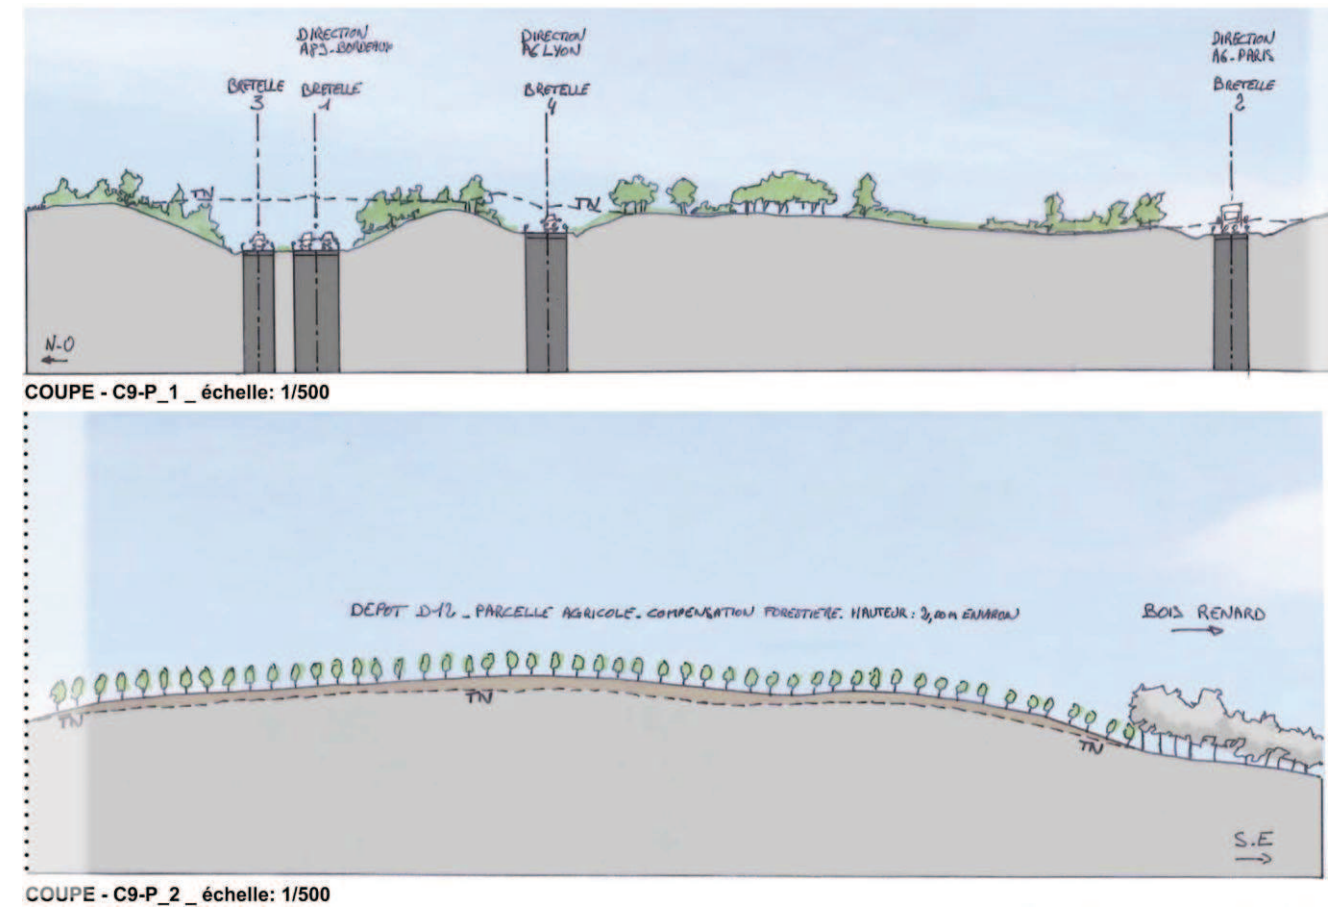 DIRECTION
A89-BORDEAUX
DIRECTION
A6 LYON
DIRECTION
A6-PARIS
BRETELLE
3
BRETELLE
1
BRETELLE
4
BRETELLE
2
TN
TN
N-O
COUPE - C9-P_1 _ échelle: 1/500
DEPOT D-12 _ PARCELLE AGRICOLE. COMPENSATION FORESTIERE. HAUTEUR: ENVIRON
BOIS RENARD
TN
TN
TN
S.E
COUPE - C9-P_2 _ échelle: 1/500